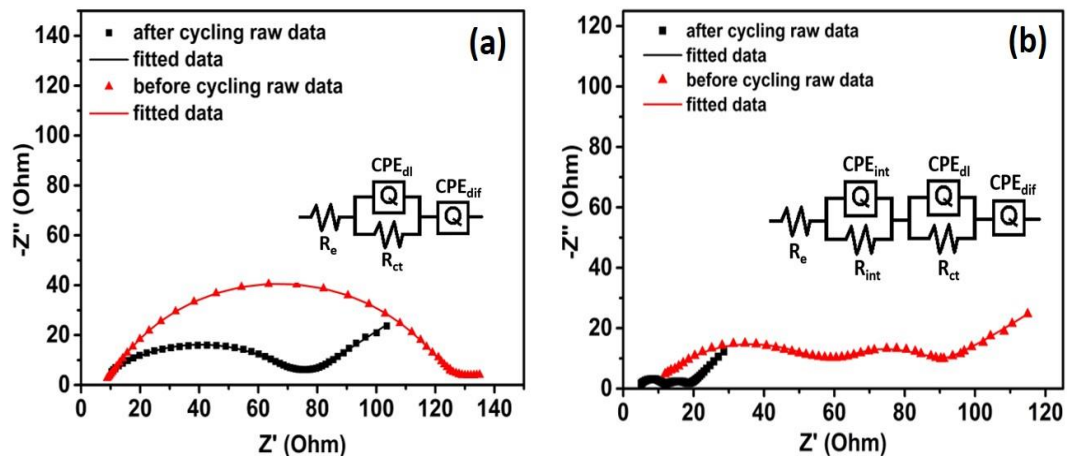 (a)
after cycling raw data
fitted data
before cycling raw data
fitted data
CPEdl
Q
CPEdif
Q
Re
Rct
-Z'' (Ohm)
140
120
100
80
60
40
20
0
0 20 40 60 80 100 120 140
Z' (Ohm)
(b)
after cycling raw data
fitted data
before cycling raw data
fitted data
CPEint
CPEdl
CPEdif
Q
Q
Q
Re
Rint
Rct
-Z'' (Ohm)
120
100
80
60
40
20
0
0 20 40 60 80 100 120
Z' (Ohm)